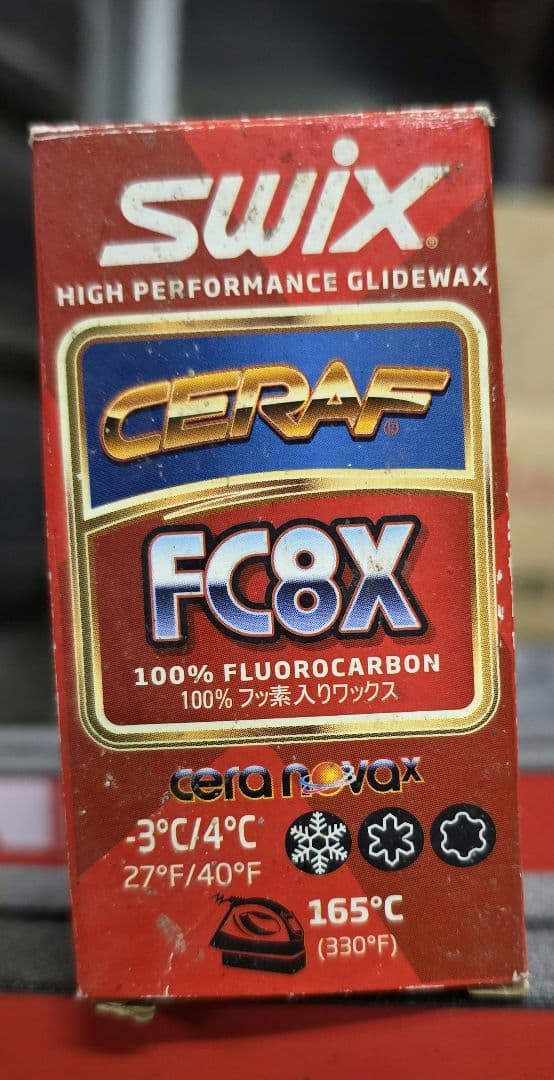 SWIX®
HIGH PERFORMANCE GLIDEWAX
CERAF®
FC8X
100% FLUOROCARBON
100% フッ素入りワックス
cera nova x
-3°C/4°C
27°F/40°F
165°C
(330°F)